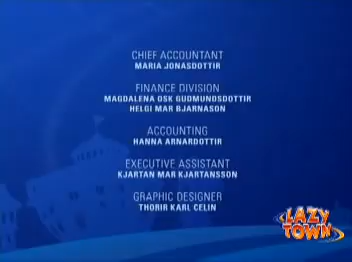 CHIEF ACCOUNTANT
MARIA JONASDOTTIR
FINANCE DIVISION
MAGDALENA OSK GUDMUNDSDOTTIR
HELGI MAR BJARNASON
ACCOUNTING
HANNA ARNARDOTTIR
EXECUTIVE ASSISTANT
KJARTAN MAR KJARTANSSON
GRAPHIC DESIGNER
THORIR KARL CELIN
LAZY
TOWN